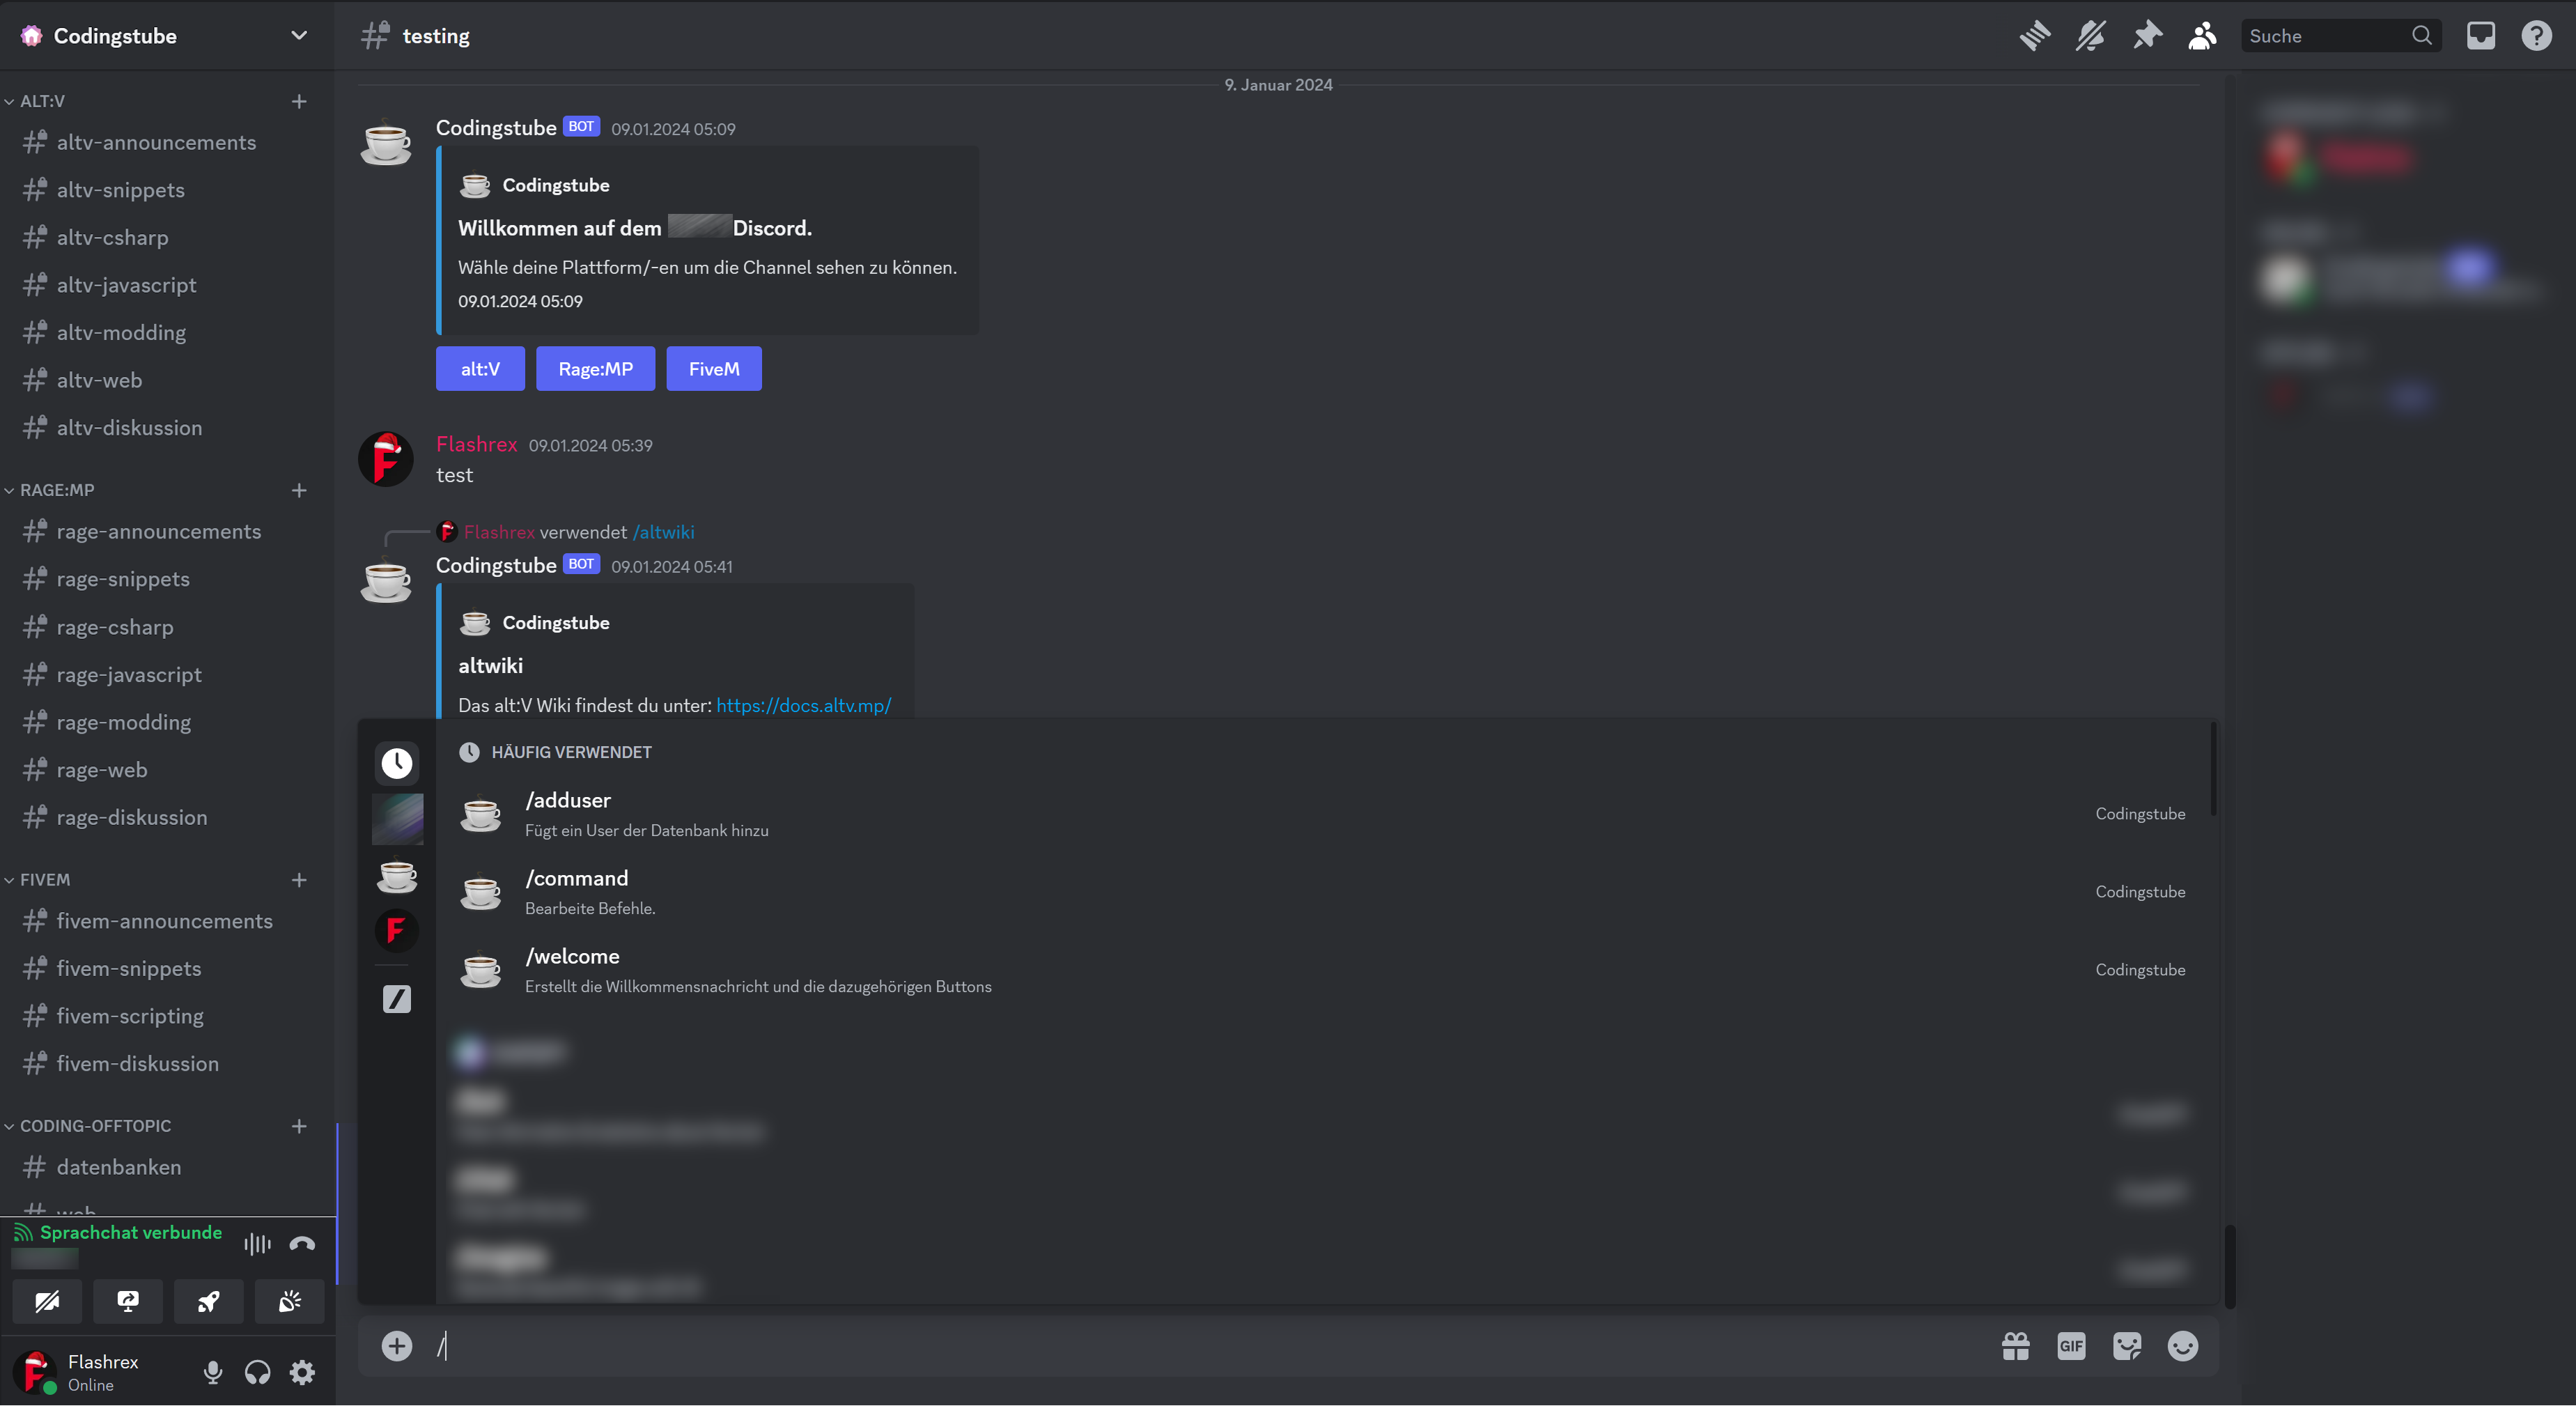 Codingstube
ALT:V
altv-announcements
altv-snippets
altv-csharp
altv-javascript
altv-modding
altv-web
altv-diskussion
RAGE:MP
rage-announcements
rage-snippets
rage-csharp
rage-javascript
rage-modding
rage-web
rage-diskussion
FIVEM
fivem-announcements
fivem-snippets
fivem-scripting
fivem-diskussion
CODING-OFFTOPIC
datenbanken
web
Sprachchat verbunde
Flashrex
Online
testing
Suche
9. Januar 2024
Codingstube BOT 09.01.2024 05:09
Codingstube
Willkommen auf dem Discord.
Wähle deine Plattform/-en um die Channel sehen zu können.
09.01.2024 05:09
alt:V Rage:MP FiveM
Flashrex 09.01.2024 05:39
test
F Flashrex verwendet /altwiki
Codingstube BOT 09.01.2024 05:41
Codingstube
altwiki
Das alt:V Wiki findest du unter: https://docs.altv.mp/
HÄUFIG VERWENDET
/adduser
Fügt ein User der Datenbank hinzu
Codingstube
/command
Bearbeite Befehle.
Codingstube
/welcome
Erstellt die Willkommensnachricht und die dazugehörigen Buttons
Codingstube
/
GIF